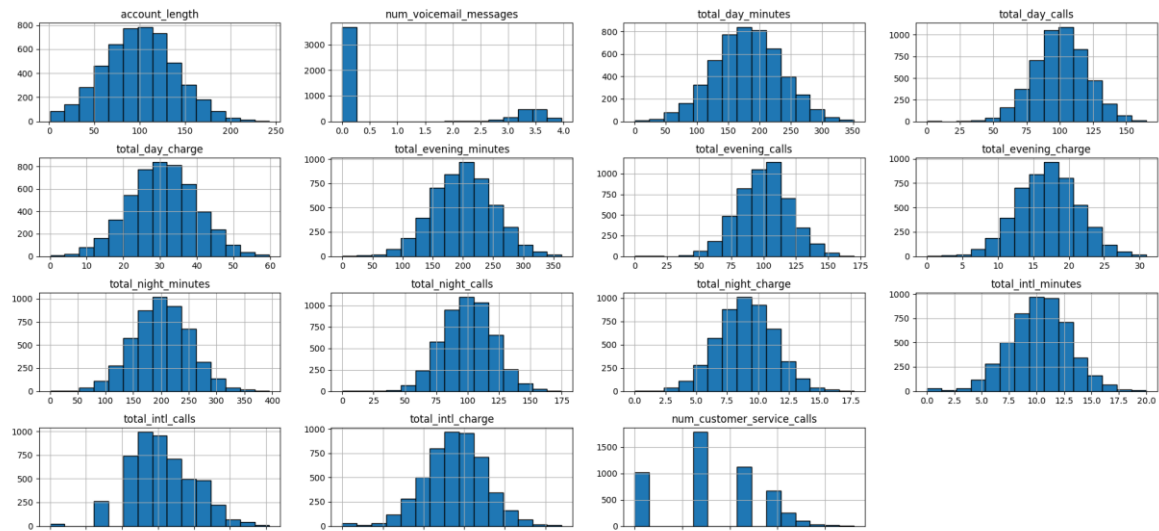 account_length
800
600
400
200
0
0 50 100 150 200 250
num_voicemail_messages
3000
2000
1000
0
0.0 0.5 1.0 1.5 2.0 2.5 3.0 3.5 4.0
total_day_minutes
800
600
400
200
0
0 50 100 150 200 250 300 350
total_day_calls
1000
750
500
250
0
0 25 50 75 100 125 150
total_day_charge
800
600
400
200
0
0 10 20 30 40 50 60
total_evening_minutes
1000
750
500
250
0
0 50 100 150 200 250 300 350
total_evening_calls
1000
750
500
250
0
0 25 50 75 100 125 150 175
total_evening_charge
1000
750
500
250
0
0 5 10 15 20 25 30
total_night_minutes
1000
750
500
250
0
0 100 200 300 400
total_night_calls
1000
750
500
250
0
0 25 50 75 100 125 150 175
total_night_charge
1000
750
500
250
0
0.0 2.5 5.0 7.5 10.0 12.5 15.0 17.5
total_intl_minutes
1000
750
500
250
0
0.0 2.5 5.0 7.5 10.0 12.5 15.0 17.5 20.0
total_intl_calls
1000
750
500
250
0
total_intl_charge
1000
750
500
250
0
num_customer_service_calls
1500
1000
500
0